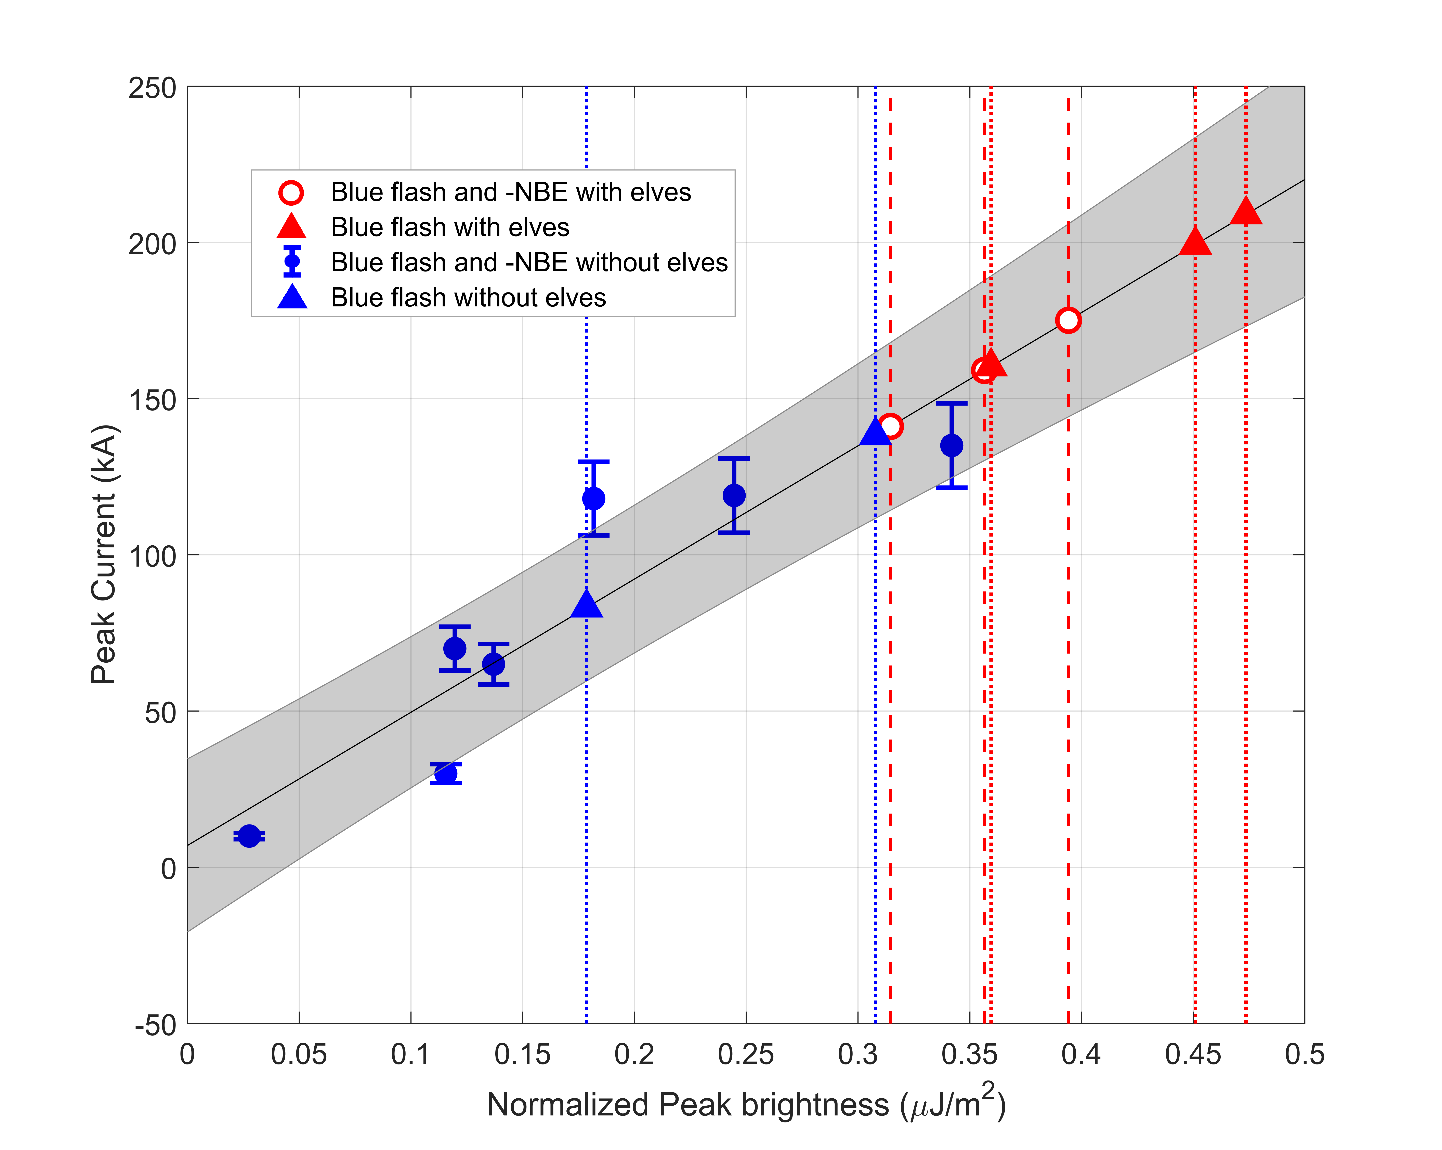 250
200
150
100
50
0
-50
Peak Current (kA)
Blue flash and -NBE with elves
Blue flash with elves
Blue flash and -NBE without elves
Blue flash without elves
0 0.05 0.1 0.15 0.2 0.25 0.3 0.35 0.4 0.45 0.5
Normalized Peak brightness (μJ/m²)